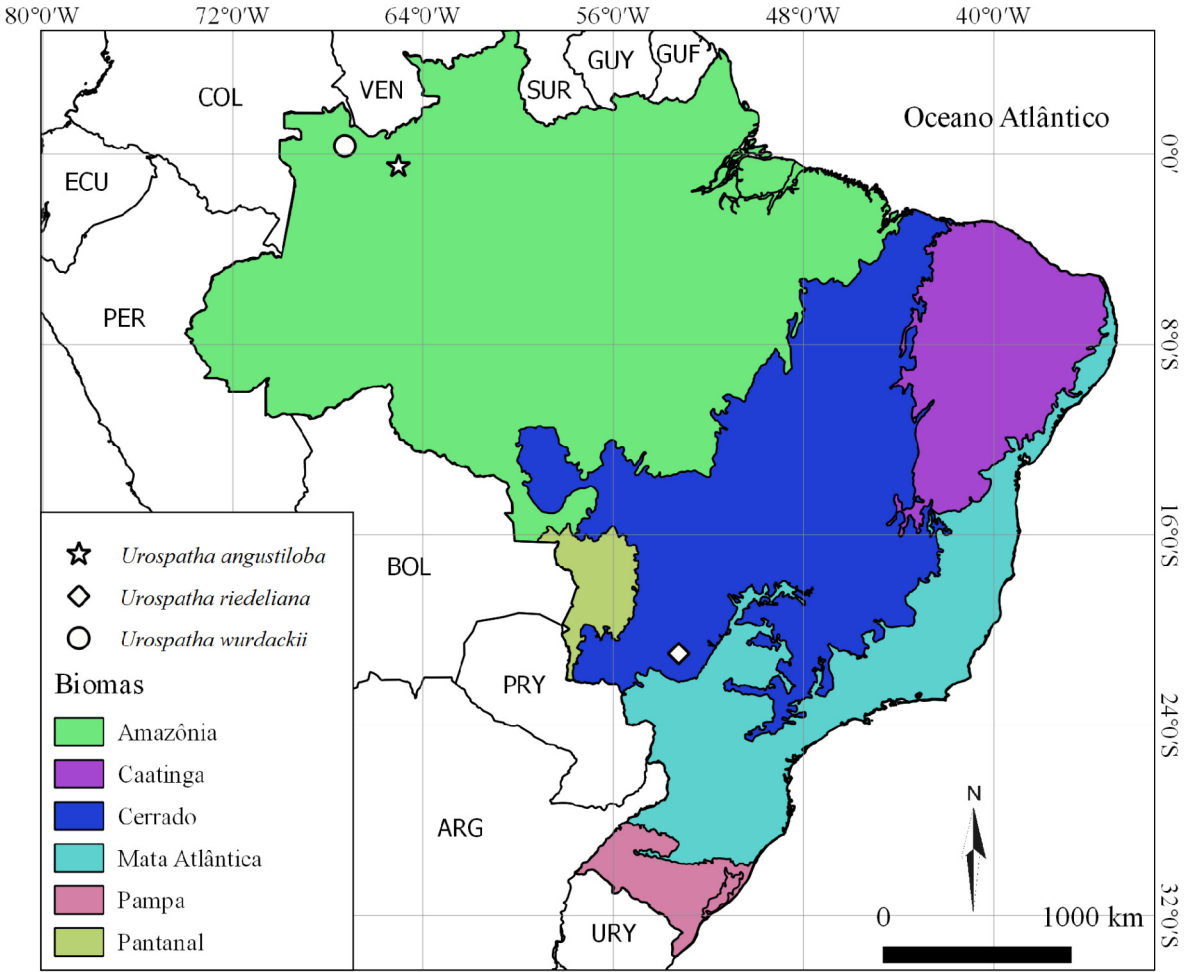 80°0'W 72°0'W 64°0'W 56°0'W 48°0'W 40°0'W
GUY GUF
VEN SUR
COL
Oceano Atlântico
0°0'
ECU
PER
8°0'S
16°0'S
Urospatha angustiloba
BOL
Urospatha riedeliana
Urospatha wurdackii
Biomas
PRY
Amazônia
24°0'S
Caatinga
N
Cerrado
ARG
Mata Atlântica
Pampa
0 1000 km
32°0'S
URY
Pantanal